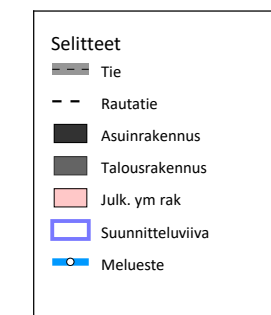 Selitteet
Tie
Rautatie
Asuinrakennus
Talousrakennus
Julk. ym rak
Suunnitteluviiva
Melueste